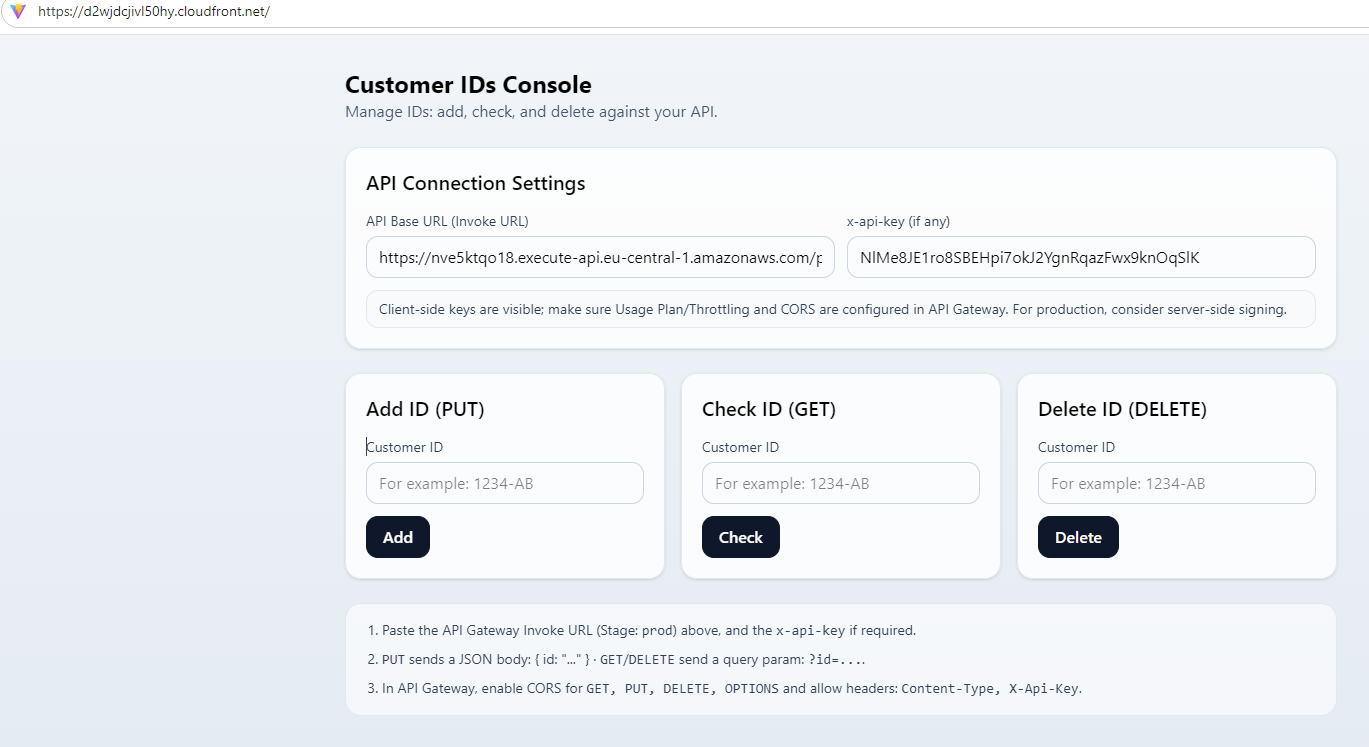 https://d2wjdcjivl50hy.cloudfront.net/
Customer IDs Console
Manage IDs: add, check, and delete against your API.
API Connection Settings
API Base URL (Invoke URL)
x-api-key (if any)
https://nve5ktqo18.execute-api.eu-central-1.amazonaws.com/p
NlMe8JE1ro8SBEHpi7okJ2YgnRqazFwx9knOqSlK
Client-side keys are visible; make sure Usage Plan/Throttling and CORS are configured in API Gateway. For production, consider server-side signing.
Add ID (PUT)
Customer ID
For example: 1234-AB
Add
Check ID (GET)
Customer ID
For example: 1234-AB
Check
Delete ID (DELETE)
Customer ID
For example: 1234-AB
Delete
1. Paste the API Gateway Invoke URL (Stage: prod) above, and the x-api-key if required.
2. PUT sends a JSON body: { id: "..." } · GET/DELETE send a query param: ?id=....
3. In API Gateway, enable CORS for GET, PUT, DELETE, OPTIONS and allow headers: Content-Type, X-Api-Key.